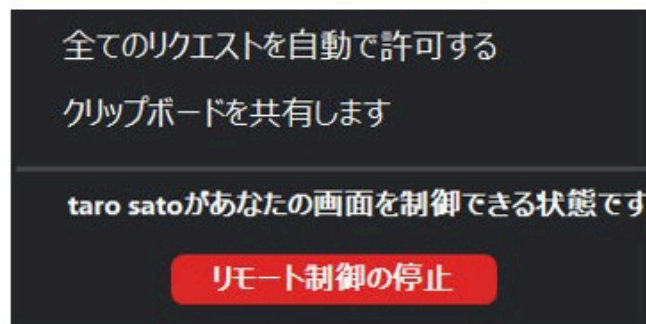 全てのリクエストを自動で許可する
クリップボードを共有します
taro satoがあなたの画面を制御できる状態です
リモート制御の停止